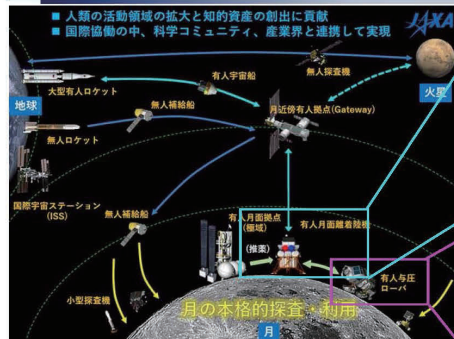 ■ 人類の活動領域の拡大と知的資産の創出に貢献
■ 国際協働の中、科学コミュニティ、産業界と連携して実現
JAXA
有人宇宙船
無人探査機
火星
地球
大型有人ロケット
無人補給船
月近傍有人拠点(Gateway)
無人ロケット
国際宇宙ステーション
(ISS)
無人補給船
有人月面拠点
(極域)
有人月面離着陸機
(推薬)
有人与圧
ローバ
小型探査機
月の本格的探査・利用
月